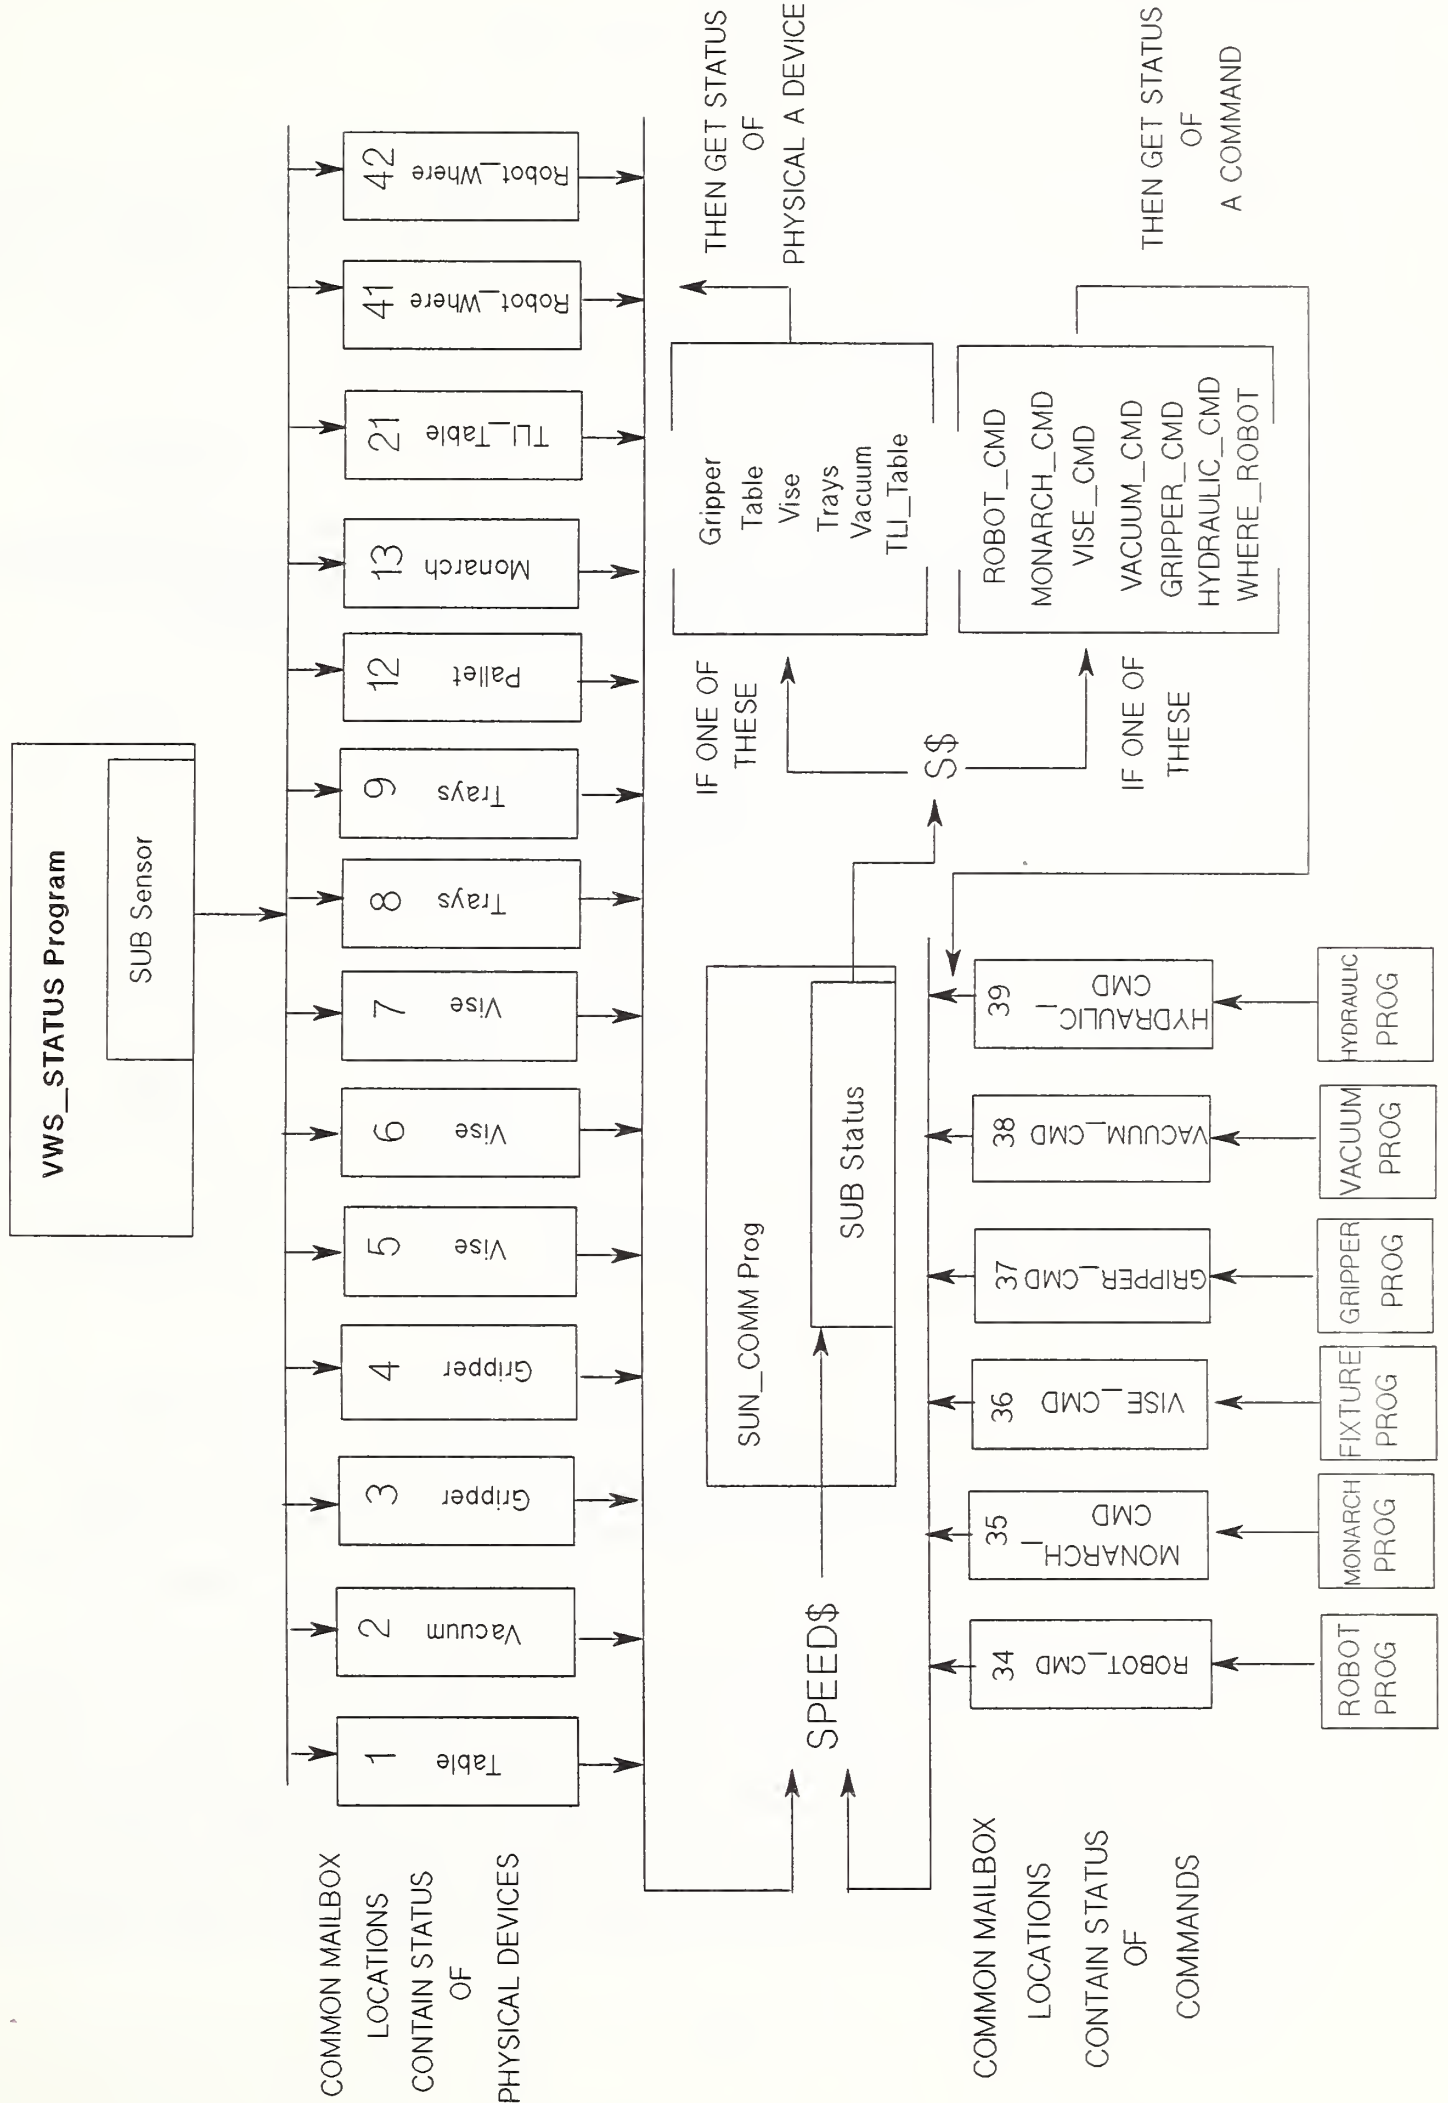 VWS_STATUS Program
SUB Sensor
COMMON MAILBOX
LOCATIONS
CONTAIN STATUS
OF
PHYSICAL DEVICES
1
Table
2
Vacuum
3
Gripper
4
Gripper
5
Vise
6
Vise
7
Vise
8
Trays
9
Trays
12
Pallet
13
Monarch
21
TLI_Table
41
Robot_Where
42
Robot_Where
SPEED$
SUN_COMM Prog
SUB Status
S$
IF ONE OF
THESE
Gripper
Table
Vise
Trays
Vacuum
TLI_Table
THEN GET STATUS
OF
PHYSICAL A DEVICE
IF ONE OF
THESE
ROBOT_CMD
MONARCH_CMD
VISE_CMD
VACUUM_CMD
GRIPPER_CMD
HYDRAULIC_CMD
WHERE_ROBOT
THEN GET STATUS
OF
A COMMAND
COMMON MAILBOX
LOCATIONS
CONTAIN STATUS
OF
COMMANDS
34
ROBOT_CMD
35
MONARCH_
CMD
36
VISE_CMD
37
GRIPPER_CMD
38
VACUUM_CMD
39
HYDRAULIC_
CMD
ROBOT
PROG
MONARCH
PROG
FIXTURE
PROG
GRIPPER
PROG
VACUUM
PROG
HYDRAULIC
PROG